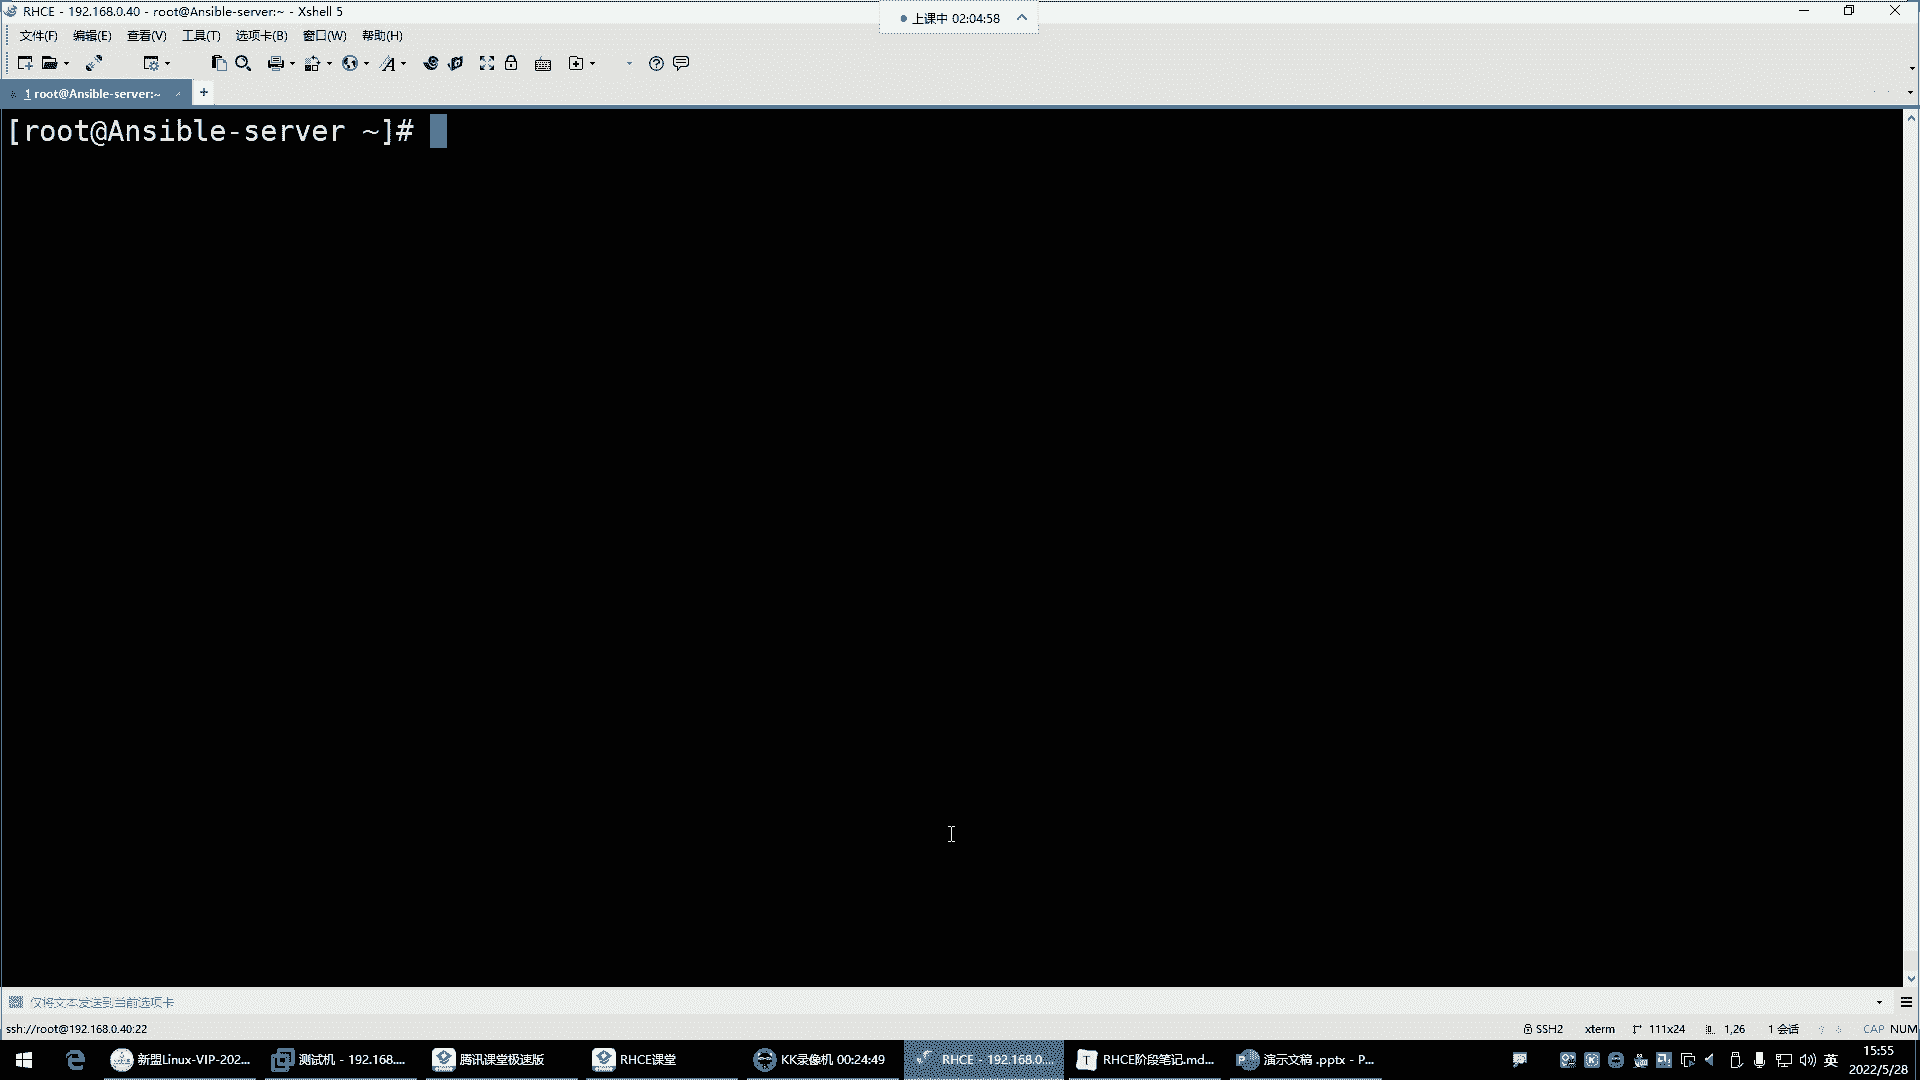 RHCE - 192.168.0.40 - root@Ansible-server:~ - Xshell 5
上课中 02:04:58
文件(F) 编辑(E) 查看(V) 工具(T) 选项卡(B) 窗口(W) 帮助(H)
1 root@Ansible-server:~
[root@Ansible-server ~]#
仅将文本发送到当前选项卡
ssh://root@192.168.0.40:22 SSH2 xterm 111x24 1,26 1 会话 CAP NUM
新盟Linux-VIP-202... 测试机 - 192.168.... 腾讯课堂极速版 RHCE课堂 KK录像机 00:24:49 RHCE - 192.168.0.... RHCE阶段笔记.md... 演示文稿 .pptx - P... 英 15:55
2022/5/28